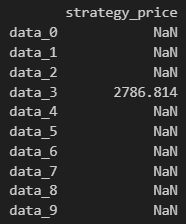 strategy_price
data_0 NaN
data_1 NaN
data_2 NaN
data_3 2786.814
data_4 NaN
data_5 NaN
data_6 NaN
data_7 NaN
data_8 NaN
data_9 NaN